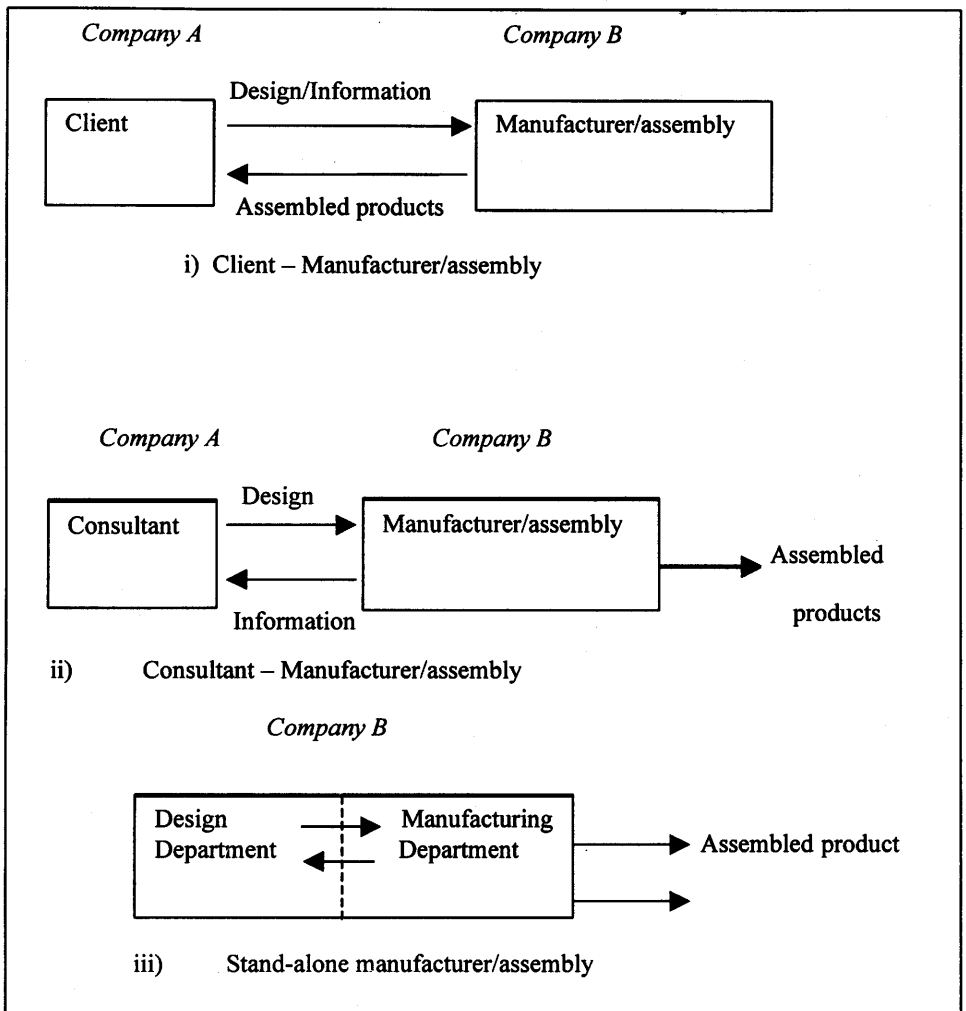 Company A Company B
Design/Information
Client Manufacturer/assembly
Assembled products
i) Client – Manufacturer/assembly
Company A Company B
Design
Consultant Manufacturer/assembly
Assembled
products
Information
ii) Consultant – Manufacturer/assembly
Company B
Design Manufacturing
Department Department
Assembled product
iii) Stand-alone manufacturer/assembly